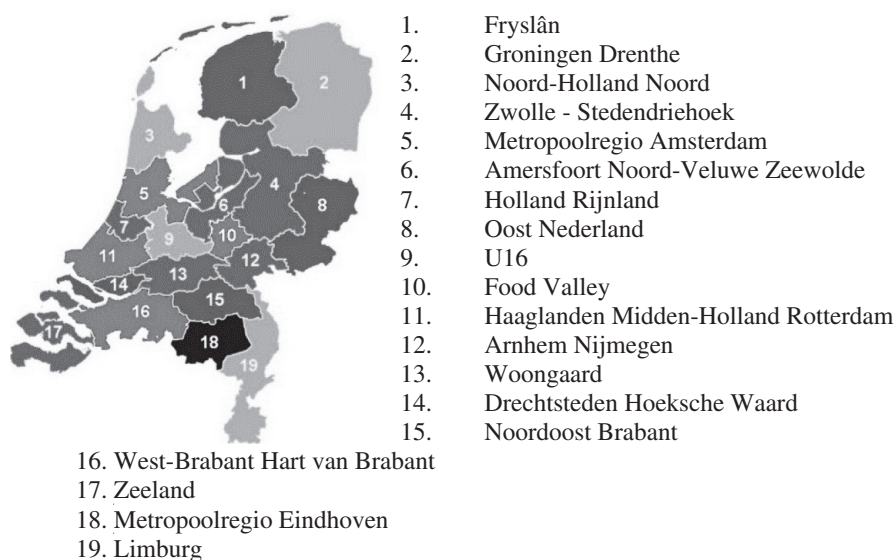 1. Fryslân
2. Groningen Drenthe
3. Noord-Holland Noord
4. Zwolle - Stedendriehoek
5. Metropoolregio Amsterdam
6. Amersfoort Noord-Veluwe Zeewolde
7. Holland Rijnland
8. Oost Nederland
9. U16
10. Food Valley
11. Haaglanden Midden-Holland Rotterdam
12. Arnhem Nijmegen
13. Woongaard
14. Drechtsteden Hoeksche Waard
15. Noordoost Brabant
16. West-Brabant Hart van Brabant
17. Zeeland
18. Metropoolregio Eindhoven
19. Limburg
1
2
3
4
5
6
8
7
9
10
11
12
13
14
15
16
17
18
19